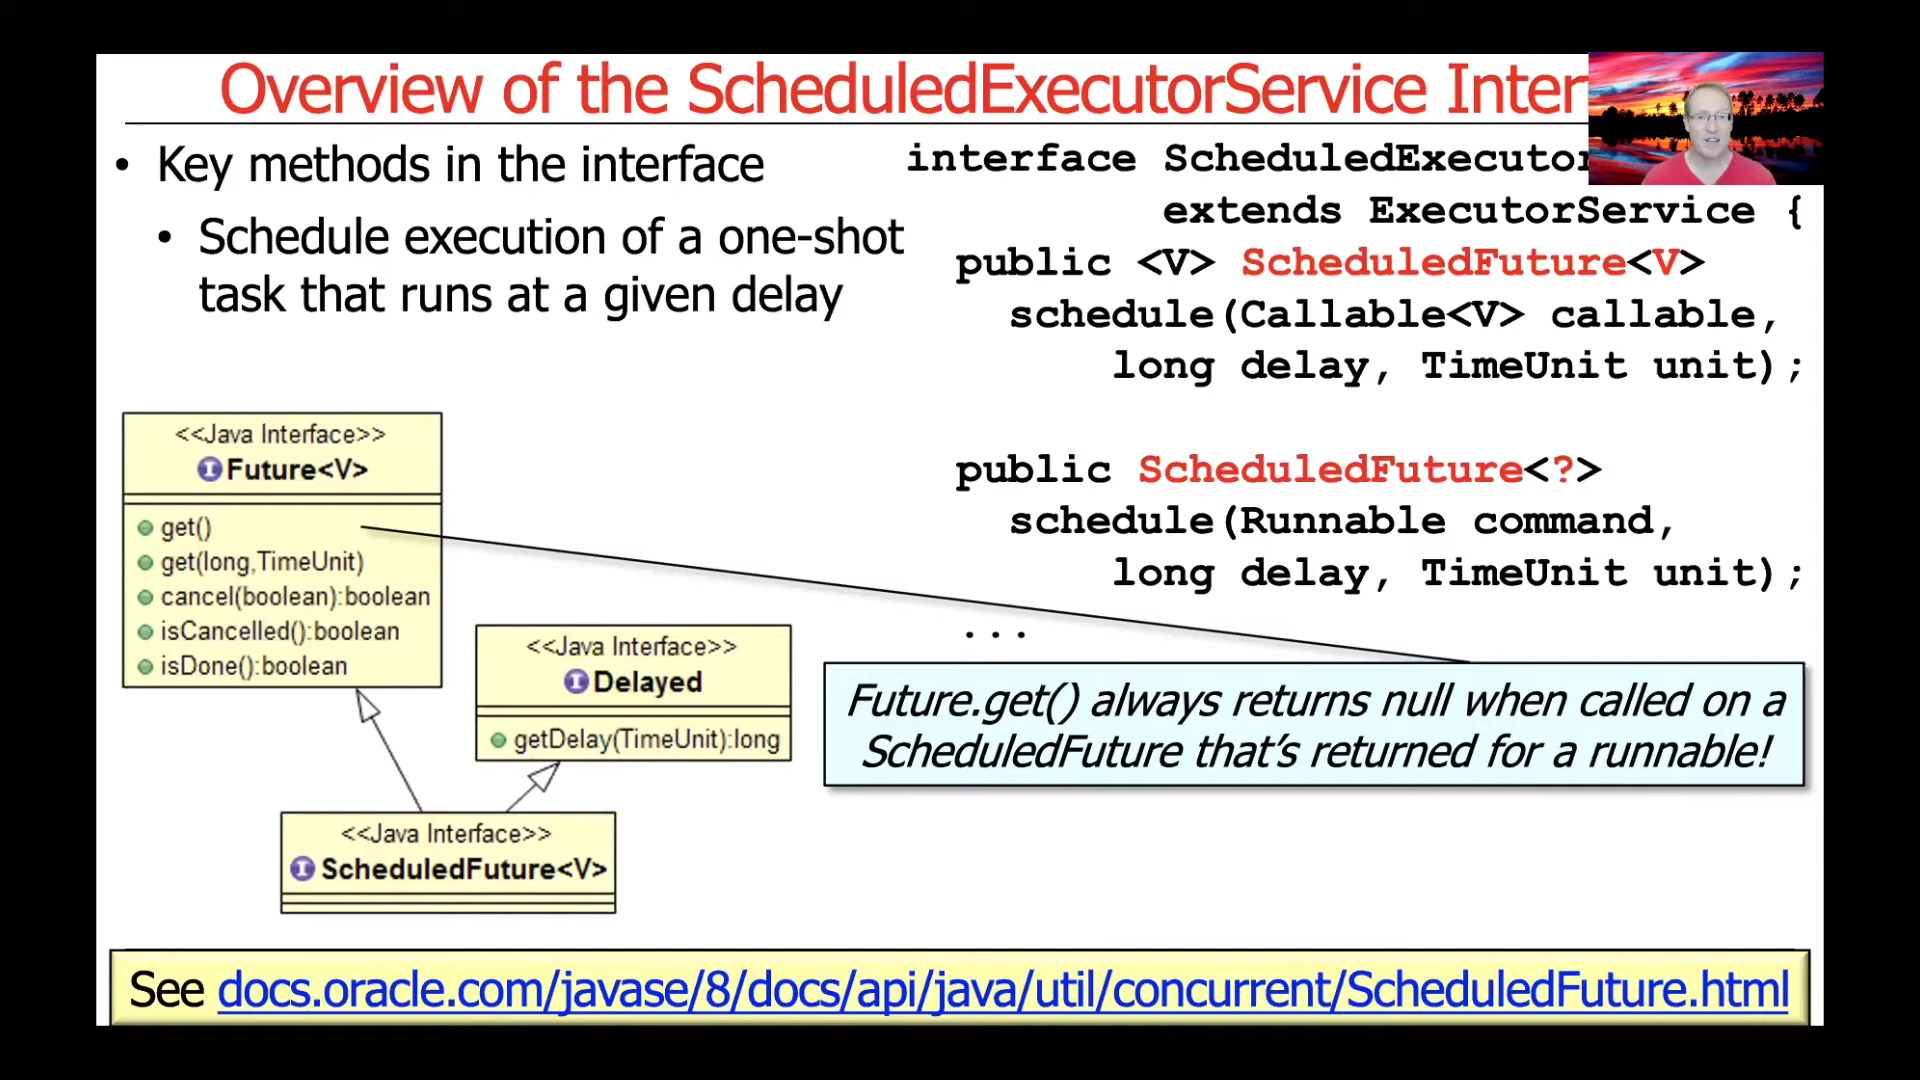 Overview of the ScheduledExecutorService Inter
• Key methods in the interface
• Schedule execution of a one-shot
task that runs at a given delay
interface ScheduledExecutor
extends ExecutorService {
public <V> ScheduledFuture<V>
schedule(Callable<V> callable,
long delay, TimeUnit unit);
public ScheduledFuture<?>
schedule(Runnable command,
long delay, TimeUnit unit);
...
<<Java Interface>>
I Future<V>
get()
get(long,TimeUnit)
cancel(boolean):boolean
isCancelled():boolean
isDone():boolean
<<Java Interface>>
I Delayed
getDelay(TimeUnit):long
<<Java Interface>>
I ScheduledFuture<V>
Future.get() always returns null when called on a
ScheduledFuture that's returned for a runnable!
See docs.oracle.com/javase/8/docs/api/java/util/concurrent/ScheduledFuture.html